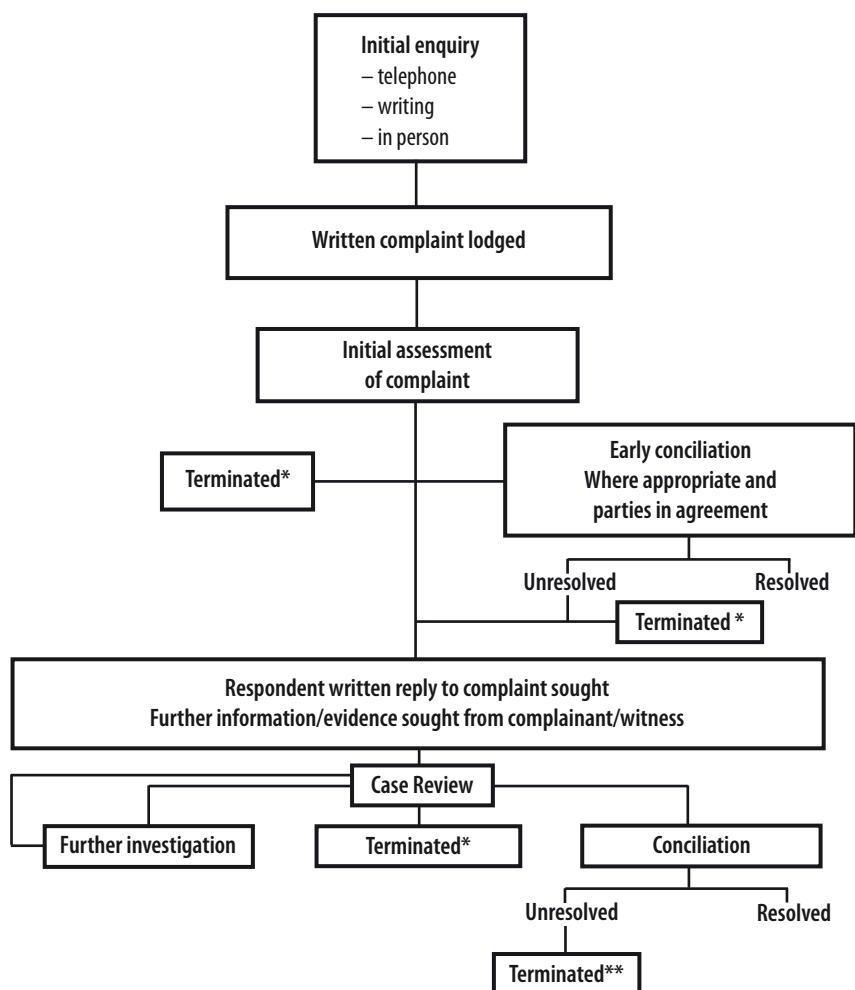 Initial enquiry
– telephone
– writing
– in person
Written complaint lodged
Initial assessment
of complaint
Terminated*
Early conciliation
Where appropriate and
parties in agreement
Unresolved
Resolved
Terminated *
Respondent written reply to complaint sought
Further information/evidence sought from complainant/witness
Case Review
Further investigation
Terminated*
Conciliation
Unresolved
Resolved
Terminated**